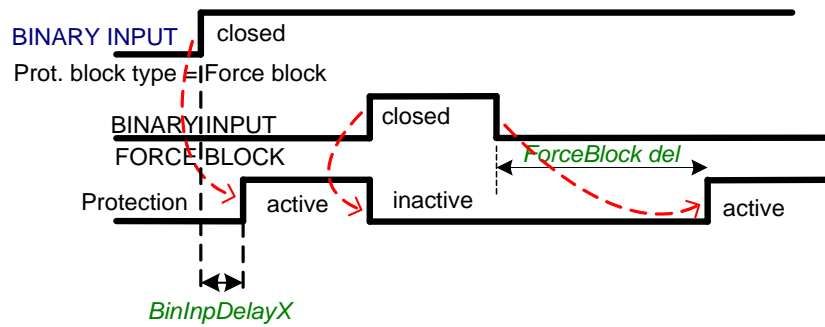 BINARY INPUT closed
Prot. block type = Force block
BINARY INPUT closed
FORCE BLOCK
ForceBlock del
Protection active inactive active
BinInpDelayX